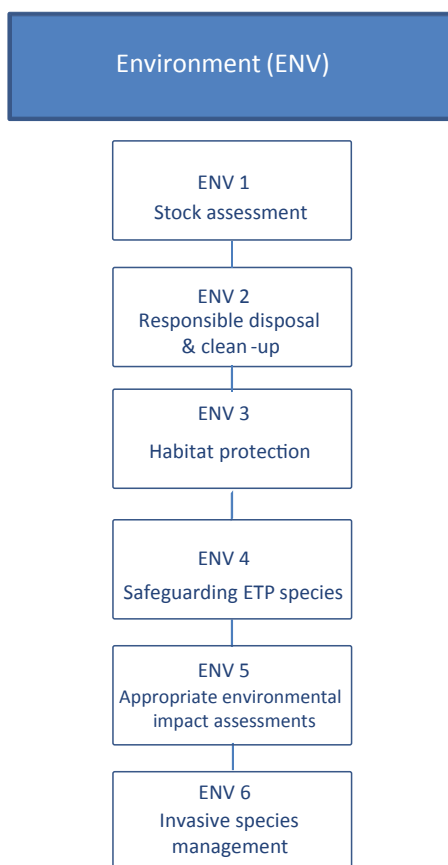 Environment (ENV)
ENV 1
Stock assessment
ENV 2
Responsible disposal
& clean-up
ENV 3
Habitat protection
ENV 4
Safeguarding ETP species
ENV 5
Appropriate environmental
impact assessments
ENV 6
Invasive species
management